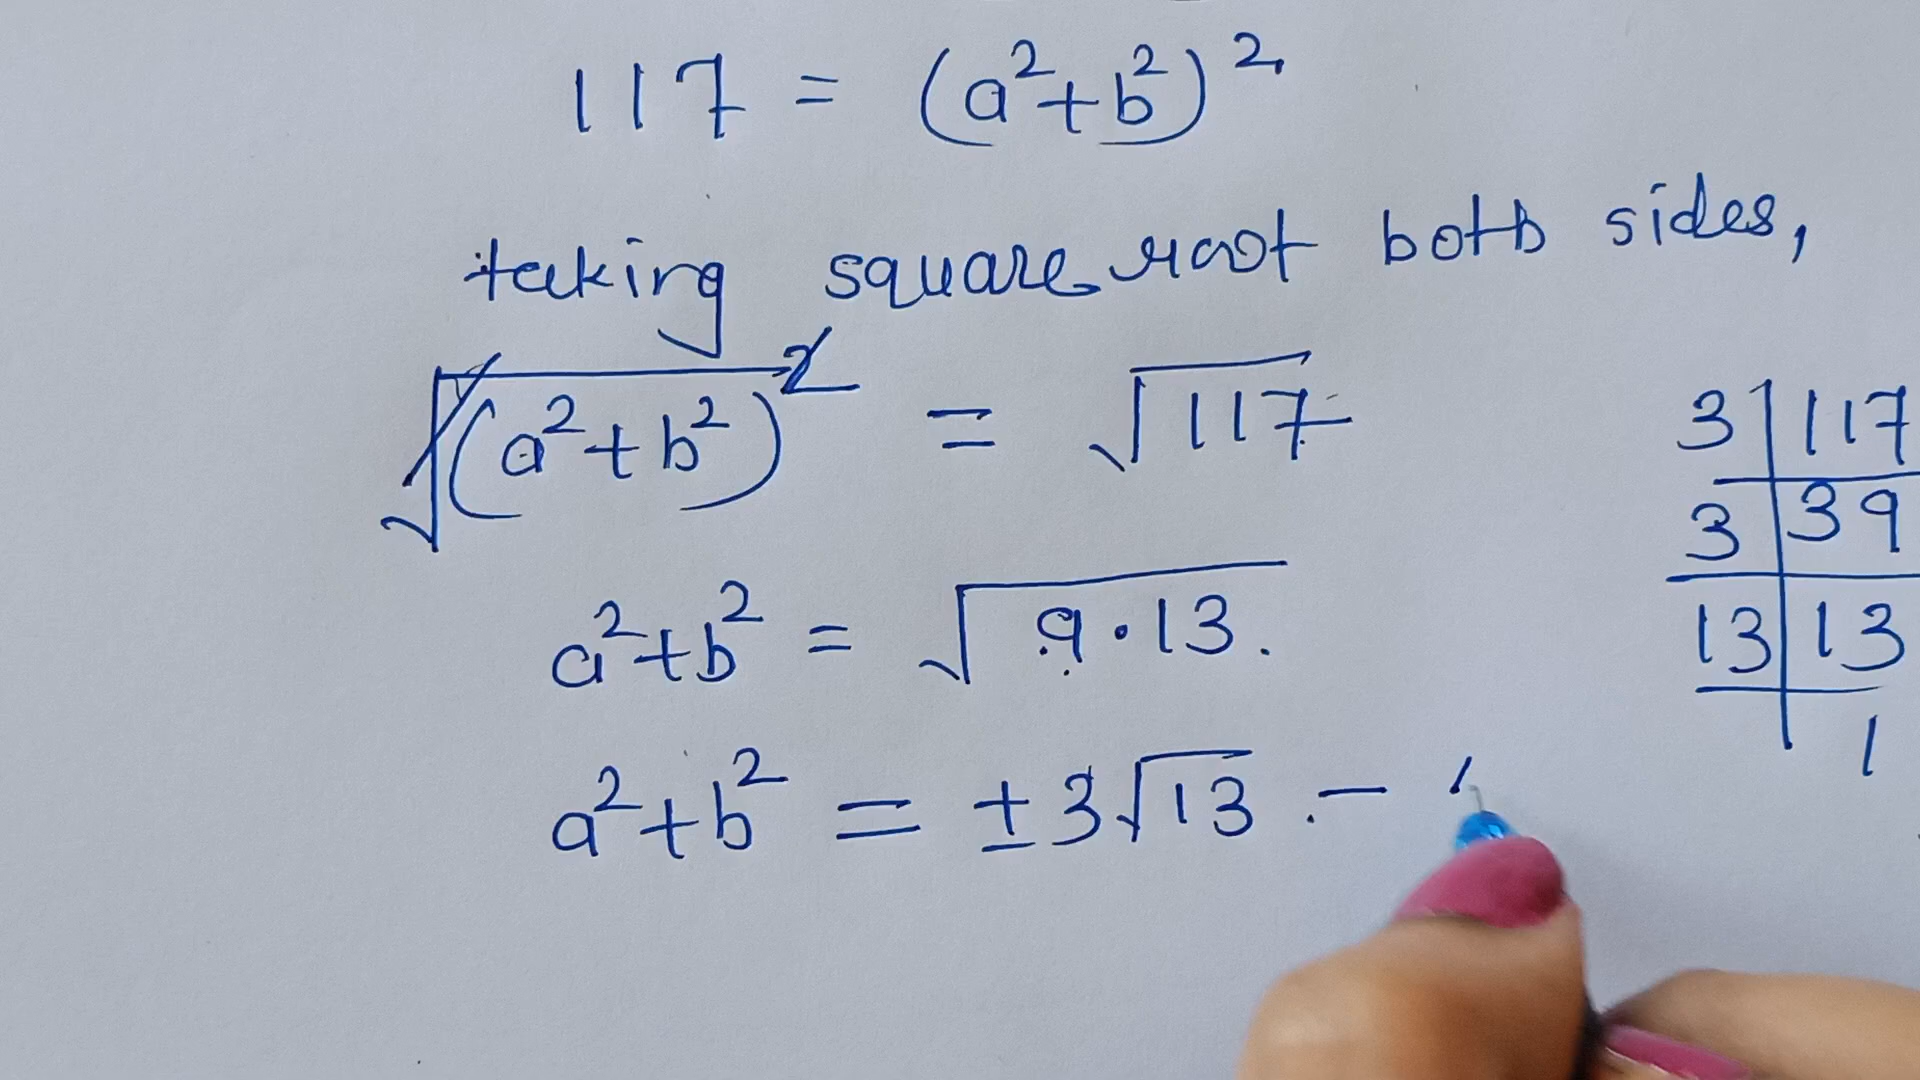 117 = (a²+b²)²
taking square root both sides,
√(a²+b²)² = √117
a²+b² = √9·13.
a²+b² = ±3√13 . –
3 | 117
3 | 39
13 | 13
1